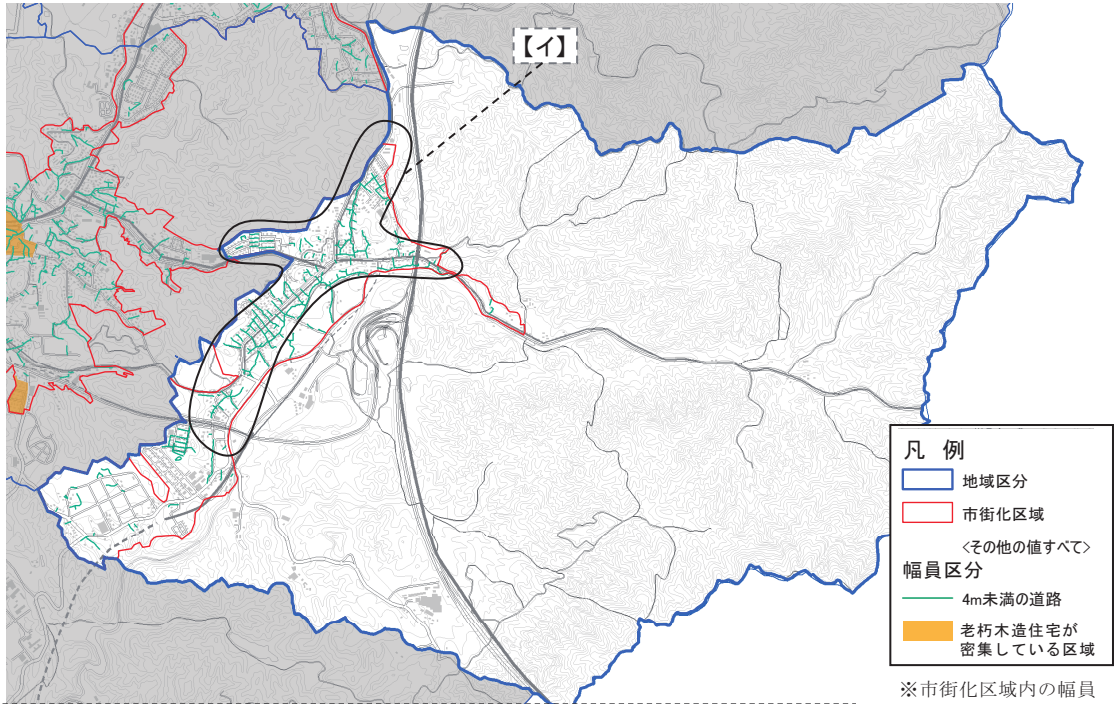 【イ】
凡 例
地域区分
市街化区域
<その他の値すべて>
幅員区分
4m未満の道路
老朽木造住宅が
密集している区域
※市街化区域内の幅員